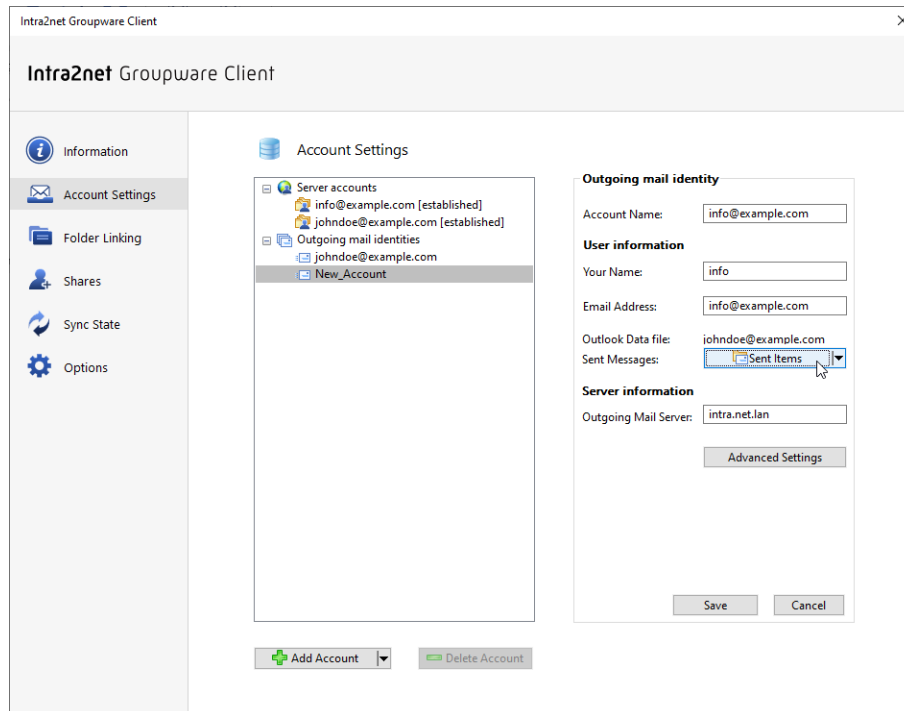 Intra2net Groupware Client
Intra2net Groupware Client
Information
Account Settings
Folder Linking
Shares
Sync State
Options
Account Settings
Server accounts
info@example.com [established]
johndoe@example.com [established]
Outgoing mail identities
johndoe@example.com
New_Account
Add Account
Delete Account
Outgoing mail identity
Account Name: info@example.com
User information
Your Name: info
Email Address: info@example.com
Outlook Data file: johndoe@example.com
Sent Messages: Sent Items
Server information
Outgoing Mail Server: intra.net.lan
Advanced Settings
Save Cancel